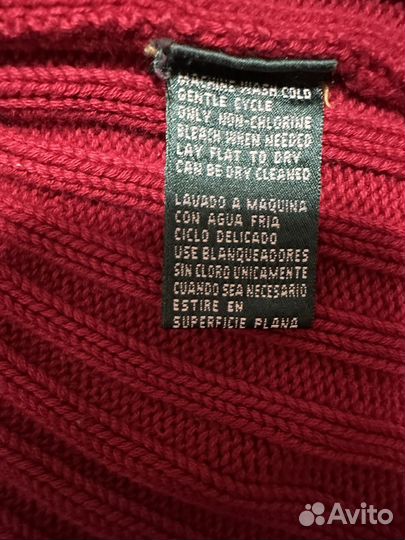 MACHINE WASH COLD
GENTLE CYCLE
ONLY NON-CHLORINE
BLEACH WHEN NEEDED
LAY FLAT TO DRY
CAN BE DRY CLEANED
LAVADO A MAQUINA
CON AGUA FRIA
CICLO DELICADO
USE BLANQUEADORES
SIN CLORO UNICAMENTE
CUANDO SEA NECESARIO
ESTIRE EN
SUPERFICIE PLANA
Avito